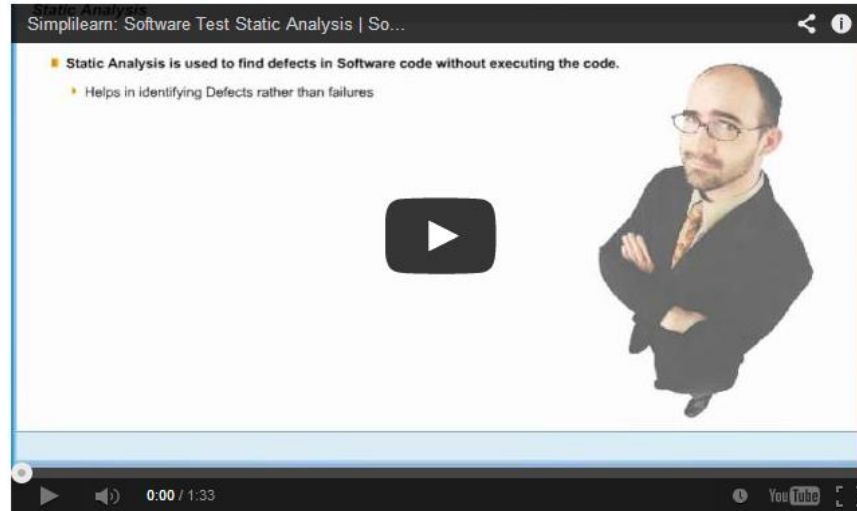 Static Analysis
Simplilearn: Software Test Static Analysis | So...
Static Analysis is used to find defects in Software code without executing the code.
Helps in identifying Defects rather than failures
0:00 / 1:33
YouTube